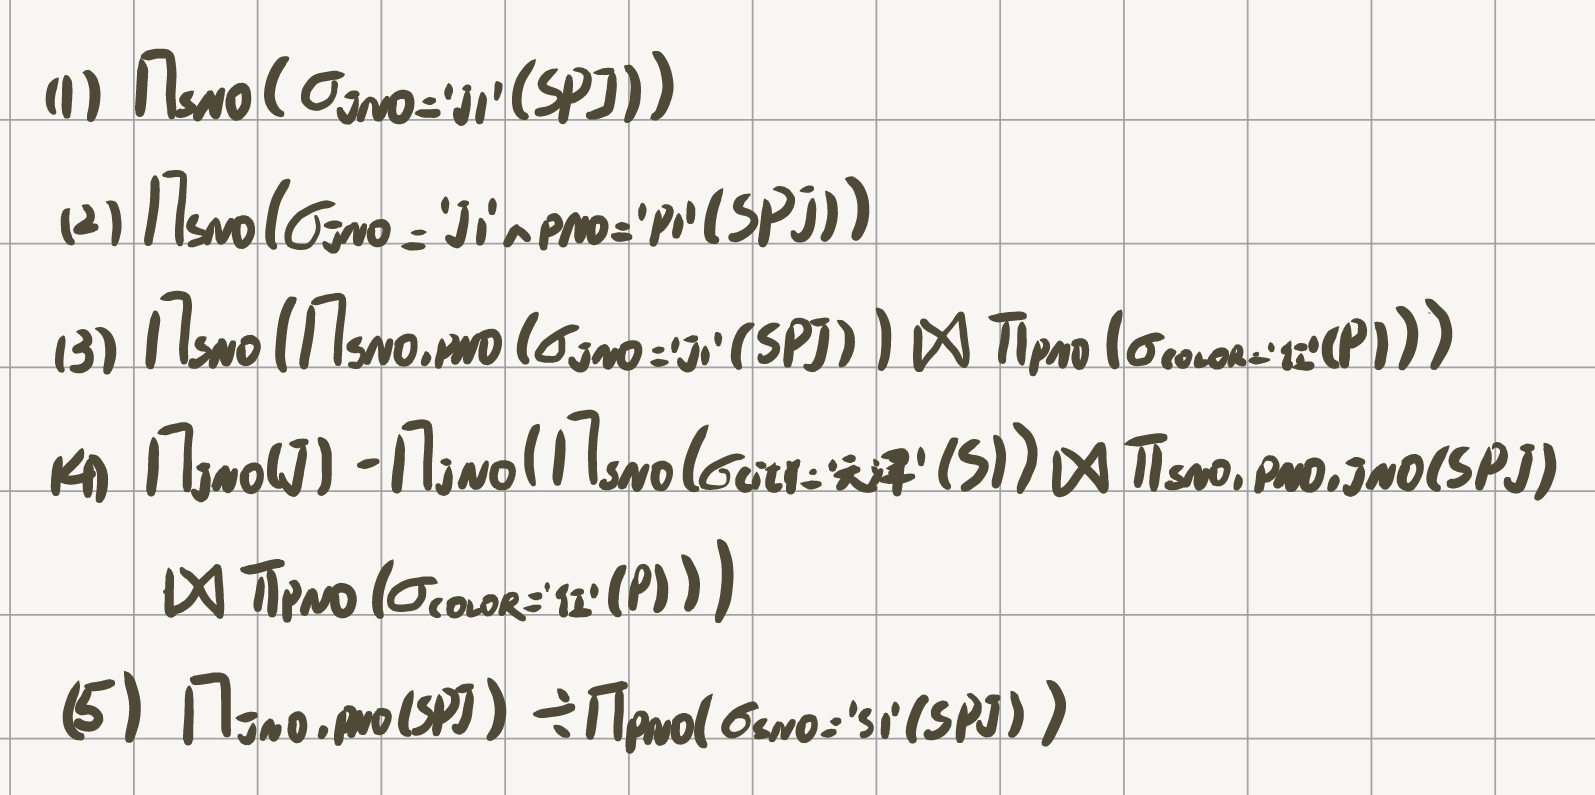 (1) ΠSNO(σJNO='J1'(SPJ))
(2) ΠSNO(σJNO='J1'∧PNO='P1'(SPJ))
(3) ΠSNO(ΠSNO.PNO(σJNO='J1'(SPJ))⋈ΠPNO(σCOLOR='红'(P)))
(4) ΠJNO(J)-ΠJNO(ΠSNO(σCITY='天津'(S))⋈ΠSNO.PNO.JNO(SPJ)
⋈ΠPNO(σCOLOR='红'(P)))
(5) ΠJNO.PNO(SPJ)÷ΠPNO(σSNO='S1'(SPJ))